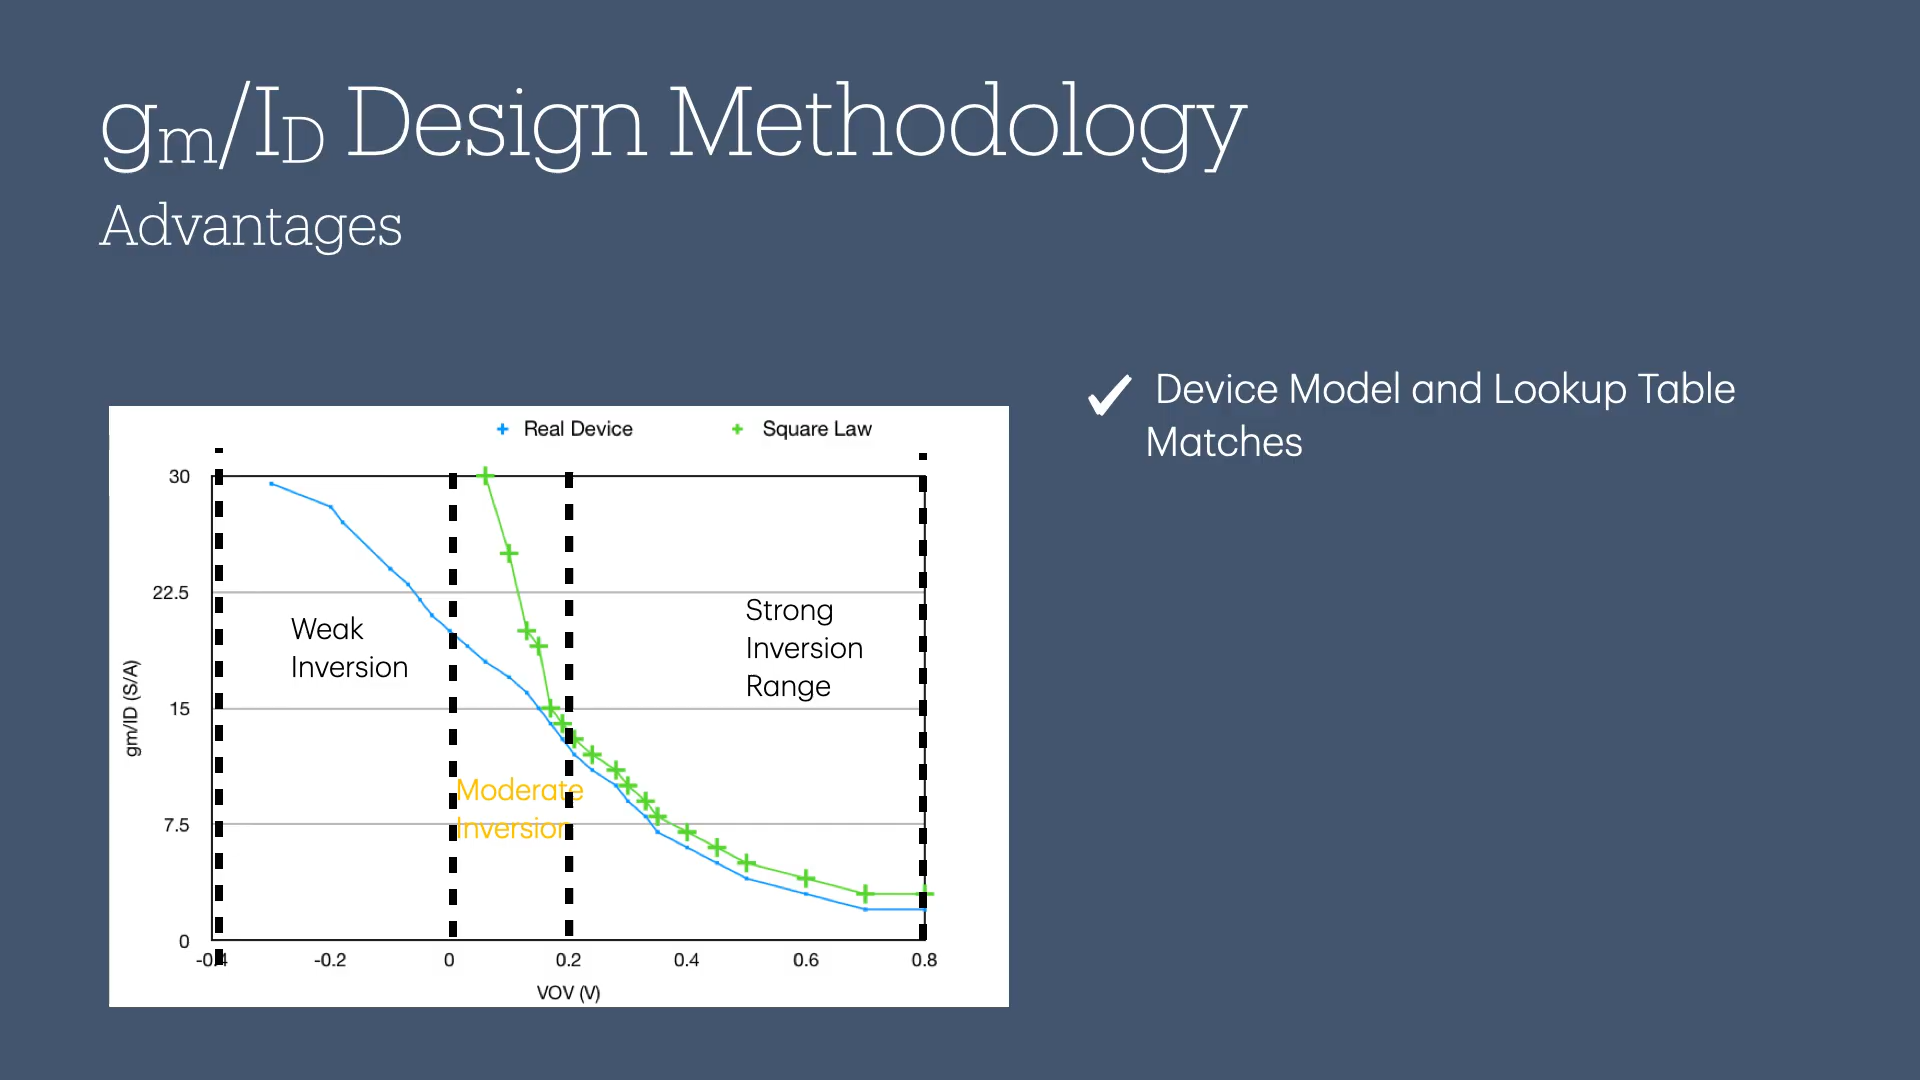 gm/ID Design Methodology
Advantages
Device Model and Lookup Table
Matches
Real Device
Square Law
30
22.5
15
7.5
0
gm/ID (S/A)
Weak
Inversion
Moderate
Inversion
Strong
Inversion
Range
-0.4
-0.2
0
0.2
0.4
0.6
0.8
VOV (V)